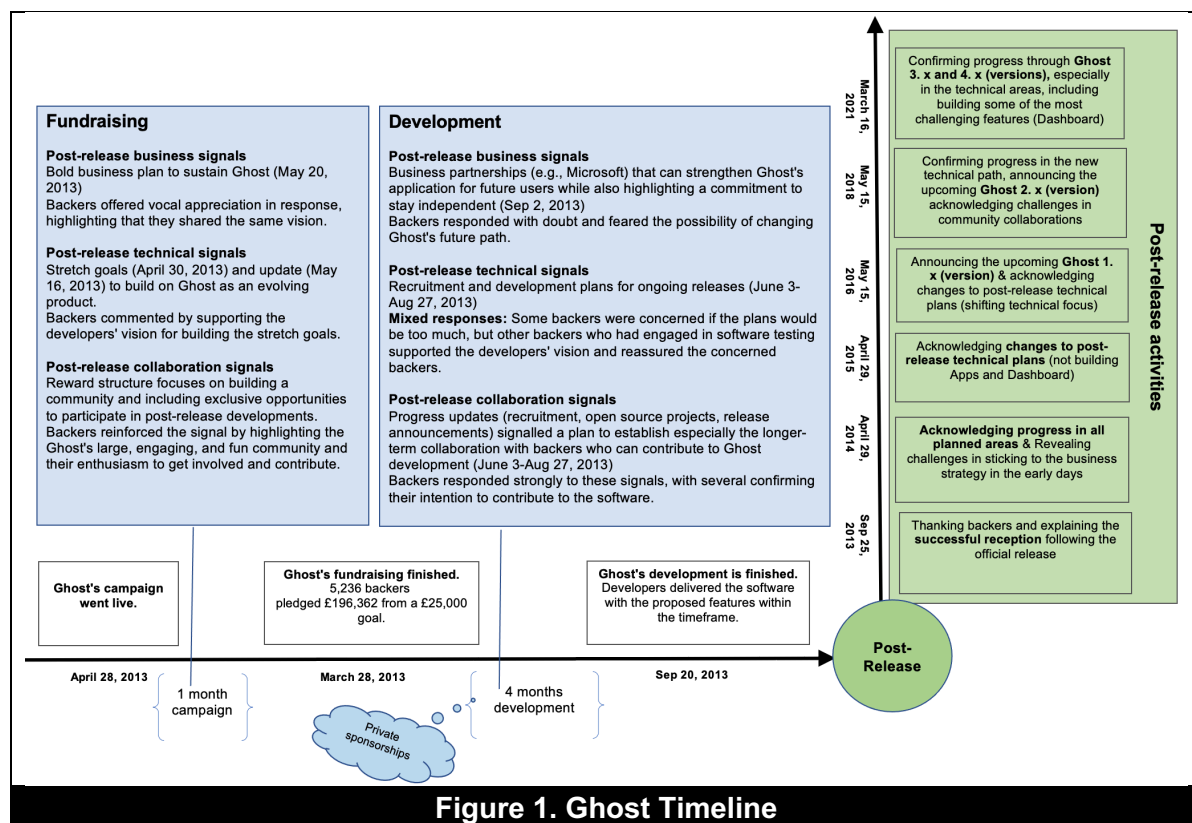 Fundraising
Post-release business signals
Bold business plan to sustain Ghost (May 20,
2013)
Backers offered vocal appreciation in response,
highlighting that they shared the same vision.
Post-release technical signals
Stretch goals (April 30, 2013) and update (May
16, 2013) to build on Ghost as an evolving
product.
Backers commented by supporting the
developers' vision for building the stretch goals.
Post-release collaboration signals
Reward structure focuses on building a
community and including exclusive opportunities
to participate in post-release developments.
Backers reinforced the signal by highlighting the
Ghost's large, engaging, and fun community and
their enthusiasm to get involved and contribute.
Development
Post-release business signals
Business partnerships (e.g., Microsoft) that can strengthen Ghost's
application for future users while also highlighting a commitment to
stay independent (Sep 2, 2013)
Backers responded with doubt and feared the possibility of changing
Ghost's future path.
Post-release technical signals
Recruitment and development plans for ongoing releases (June 3-
Aug 27, 2013)
Mixed responses: Some backers were concerned if the plans would
be too much, but other backers who had engaged in software testing
supported the developers' vision and reassured the concerned
backers.
Post-release collaboration signals
Progress updates (recruitment, open source projects, release
announcements) signalled a plan to establish especially the longer-
term collaboration with backers who can contribute to Ghost
development (June 3-Aug 27, 2013)
Backers responded strongly to these signals, with several confirming
their intention to contribute to the software.
Ghost's campaign
went live.
Ghost's fundraising finished.
5,236 backers
pledged £196,362 from a £25,000
goal.
Ghost's development is finished.
Developers delivered the software
with the proposed features within
the timeframe.
April 28, 2013
March 28, 2013
Sep 20, 2013
1 month
campaign
4 months
development
Private
sponsorships
Post-
Release
March 16,
2021
Confirming progress through Ghost
3. x and 4. x (versions), especially
in the technical areas, including
building some of the most
challenging features (Dashboard)
May 15,
2018
Confirming progress in the new
technical path, announcing the
upcoming Ghost 2. x (version)
acknowledging challenges in
community collaborations
May 15,
2016
Announcing the upcoming Ghost 1.
x (version) & acknowledging
changes to post-release technical
plans (shifting technical focus)
April 29,
2015
Acknowledging changes to post-
release technical plans (not building
Apps and Dashboard)
April 29,
2014
Acknowledging progress in all
planned areas & Revealing
challenges in sticking to the business
strategy in the early days
Sep 25,
2013
Thanking backers and explaining the
successful reception following the
official release
Post-release activities
Figure 1. Ghost Timeline